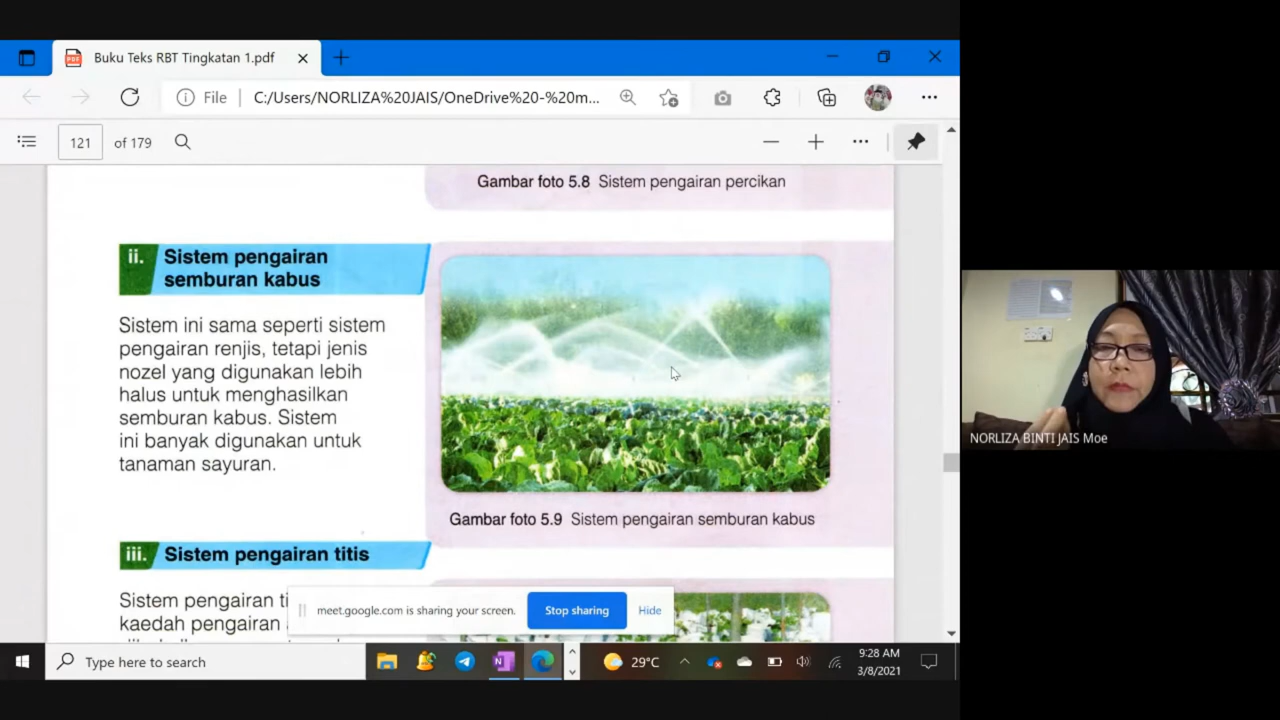 Buku Teks RBT Tingkatan 1.pdf
File
C:/Users/NORLIZA%20JAIS/OneDrive%20-%20m...
121 of 179
Gambar foto 5.8 Sistem pengairan percikan
ii. Sistem pengairan
semburan kabus
Sistem ini sama seperti sistem
pengairan renjis, tetapi jenis
nozel yang digunakan lebih
halus untuk menghasilkan
semburan kabus. Sistem
ini banyak digunakan untuk
tanaman sayuran.
Gambar foto 5.9 Sistem pengairan semburan kabus
iii. Sistem pengairan titis
Sistem pengairan ti
kaedah pengairan
meet.google.com is sharing your screen.
Stop sharing
Hide
Type here to search
29°C
9:28 AM
3/8/2021
NORLIZA BINTI JAIS Moe